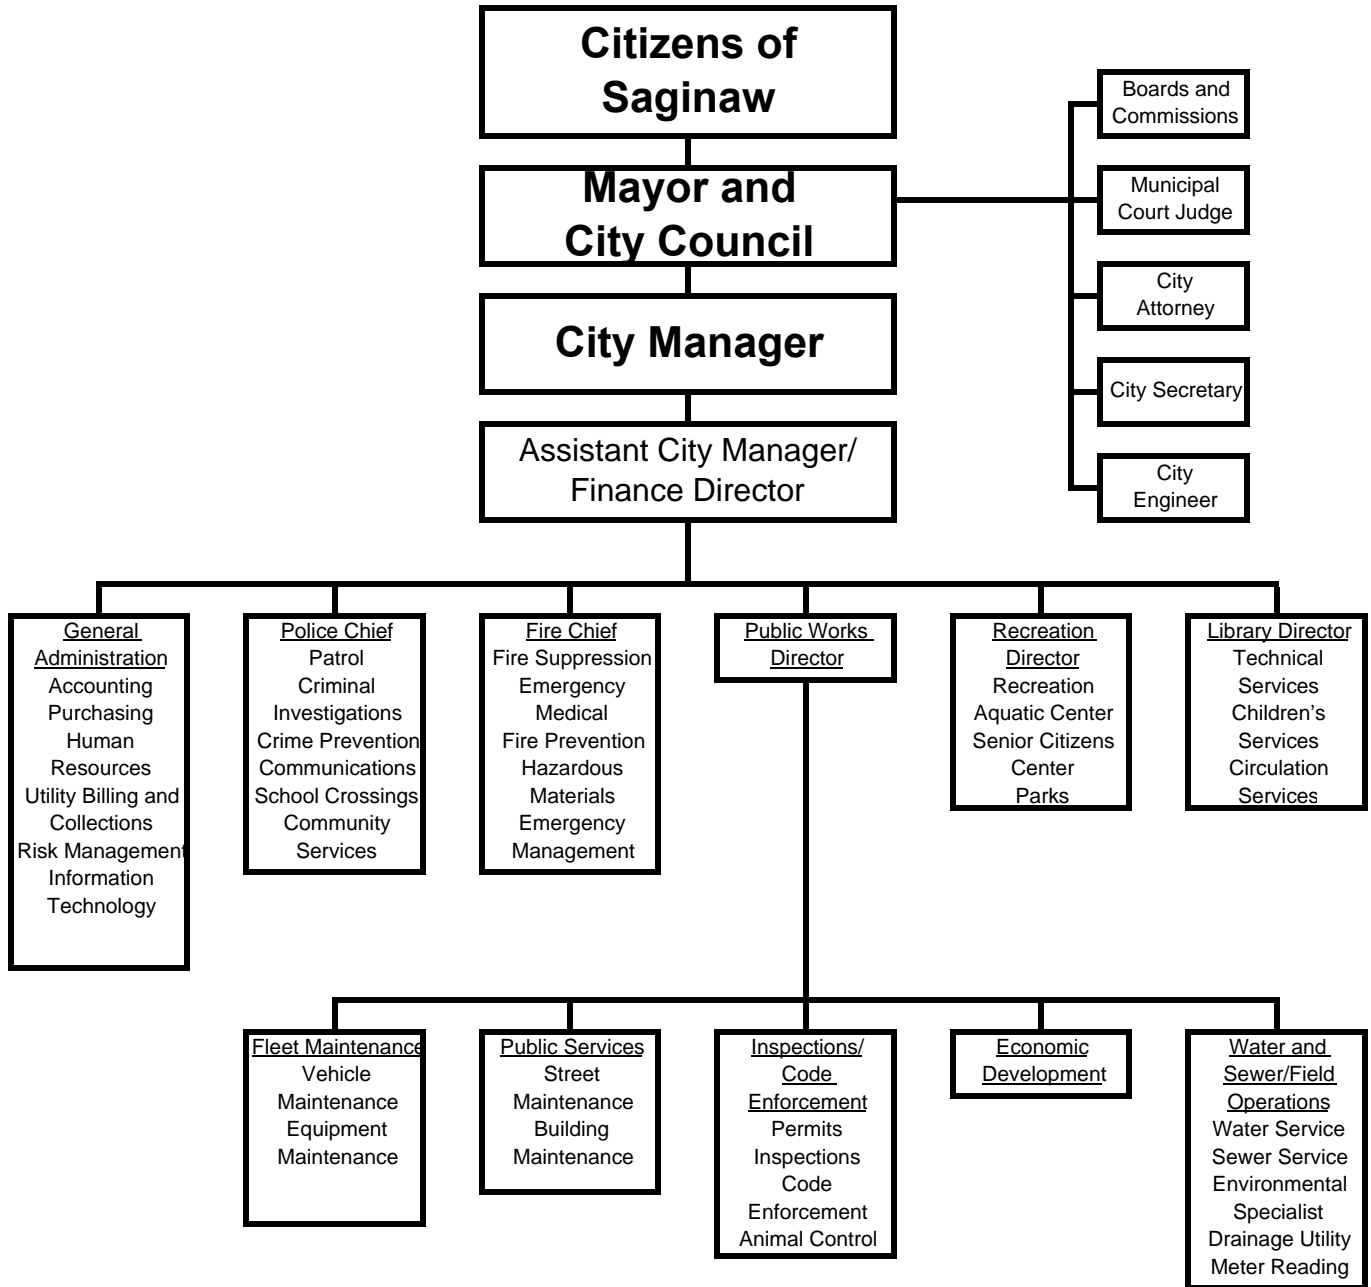 Citizens of
Saginaw
Mayor and
City Council
City Manager
Assistant City Manager/
Finance Director
Boards and
Commissions
Municipal
Court Judge
City
Attorney
City Secretary
City
Engineer
General
Administration
Accounting
Purchasing
Human
Resources
Utility Billing and
Collections
Risk Management
Information
Technology
Police Chief
Patrol
Criminal
Investigations
Crime Prevention
Communications
School Crossings
Community
Services
Fire Chief
Fire Suppression
Emergency
Medical
Fire Prevention
Hazardous
Materials
Emergency
Management
Public Works
Director
Recreation
Director
Recreation
Aquatic Center
Senior Citizens
Center
Parks
Library Director
Technical
Services
Children’s
Services
Circulation
Services
Fleet Maintenance
Vehicle
Maintenance
Equipment
Maintenance
Public Services
Street
Maintenance
Building
Maintenance
Inspections/
Code
Enforcement
Permits
Inspections
Code
Enforcement
Animal Control
Economic
Development
Water and
Sewer/Field
Operations
Water Service
Sewer Service
Environmental
Specialist
Drainage Utility
Meter Reading